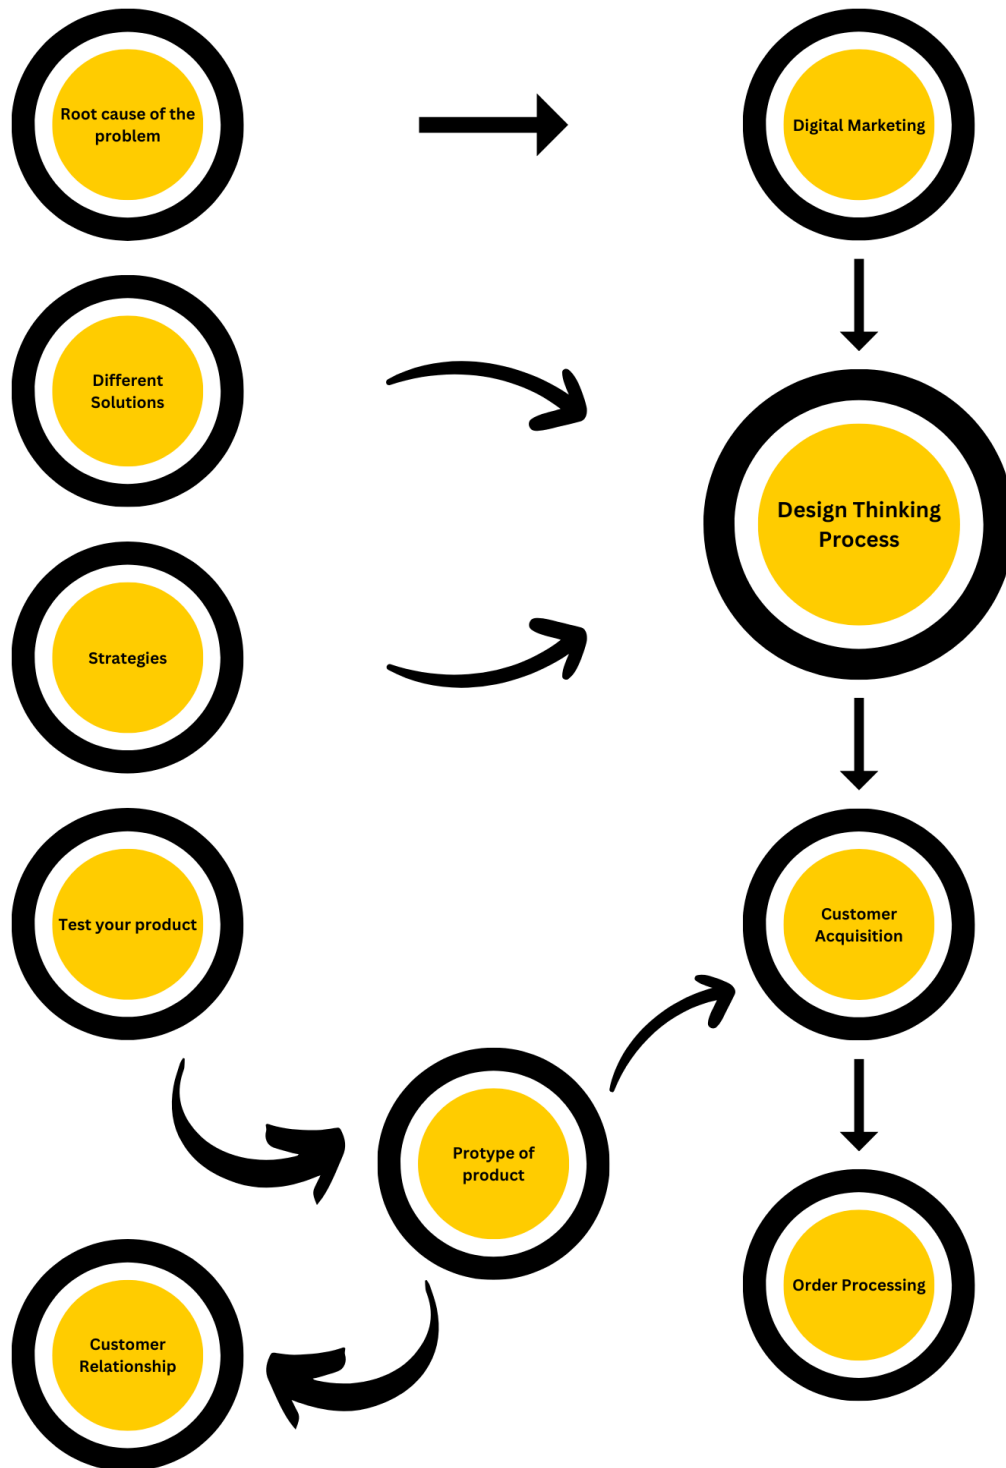 Root cause of the
problem
Digital Marketing
Different
Solutions
Design Thinking
Process
Strategies
Test your product
Customer
Acquisition
Protype of
product
Order Processing
Customer
Relationship